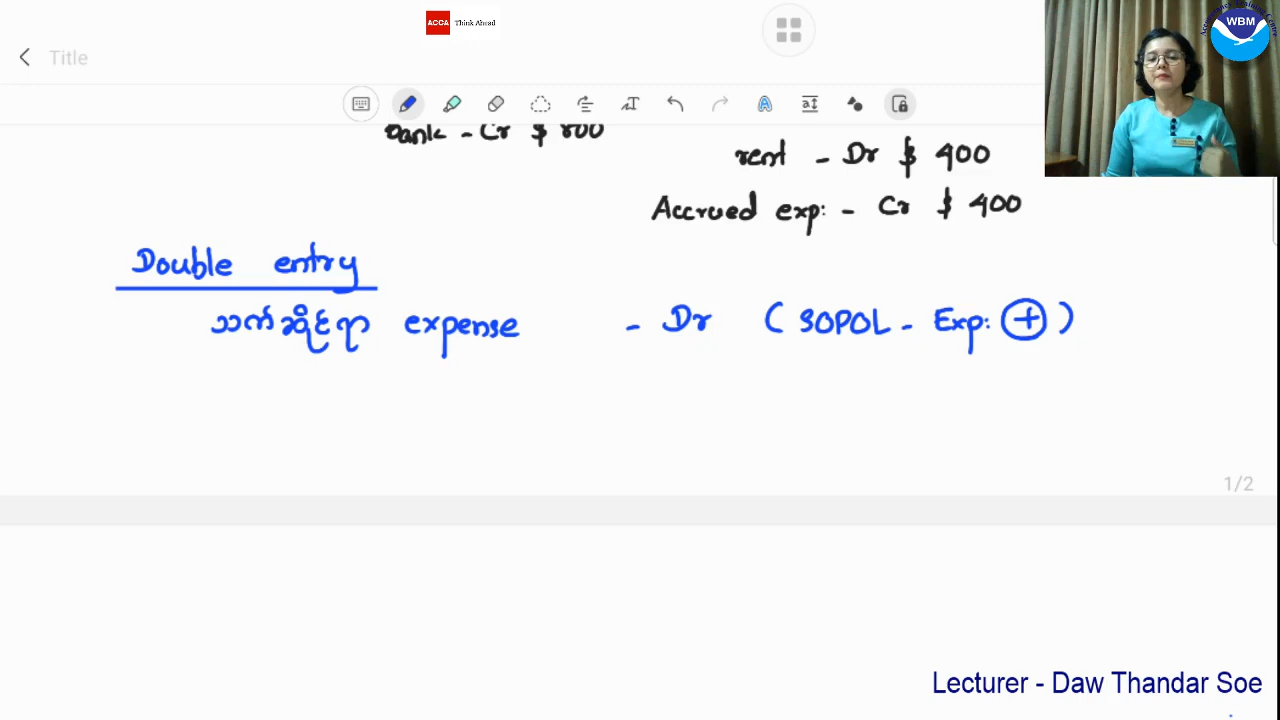 ACCA Think Ahead
WBM
Title
Bank - Cr $ 800
rent - Dr $ 400
Accrued exp: - Cr $ 400
Double entry
သက်ဆိုင်ရာ expense - Dr ( SOPOL - Exp: + )
1/2
Lecturer - Daw Thandar Soe